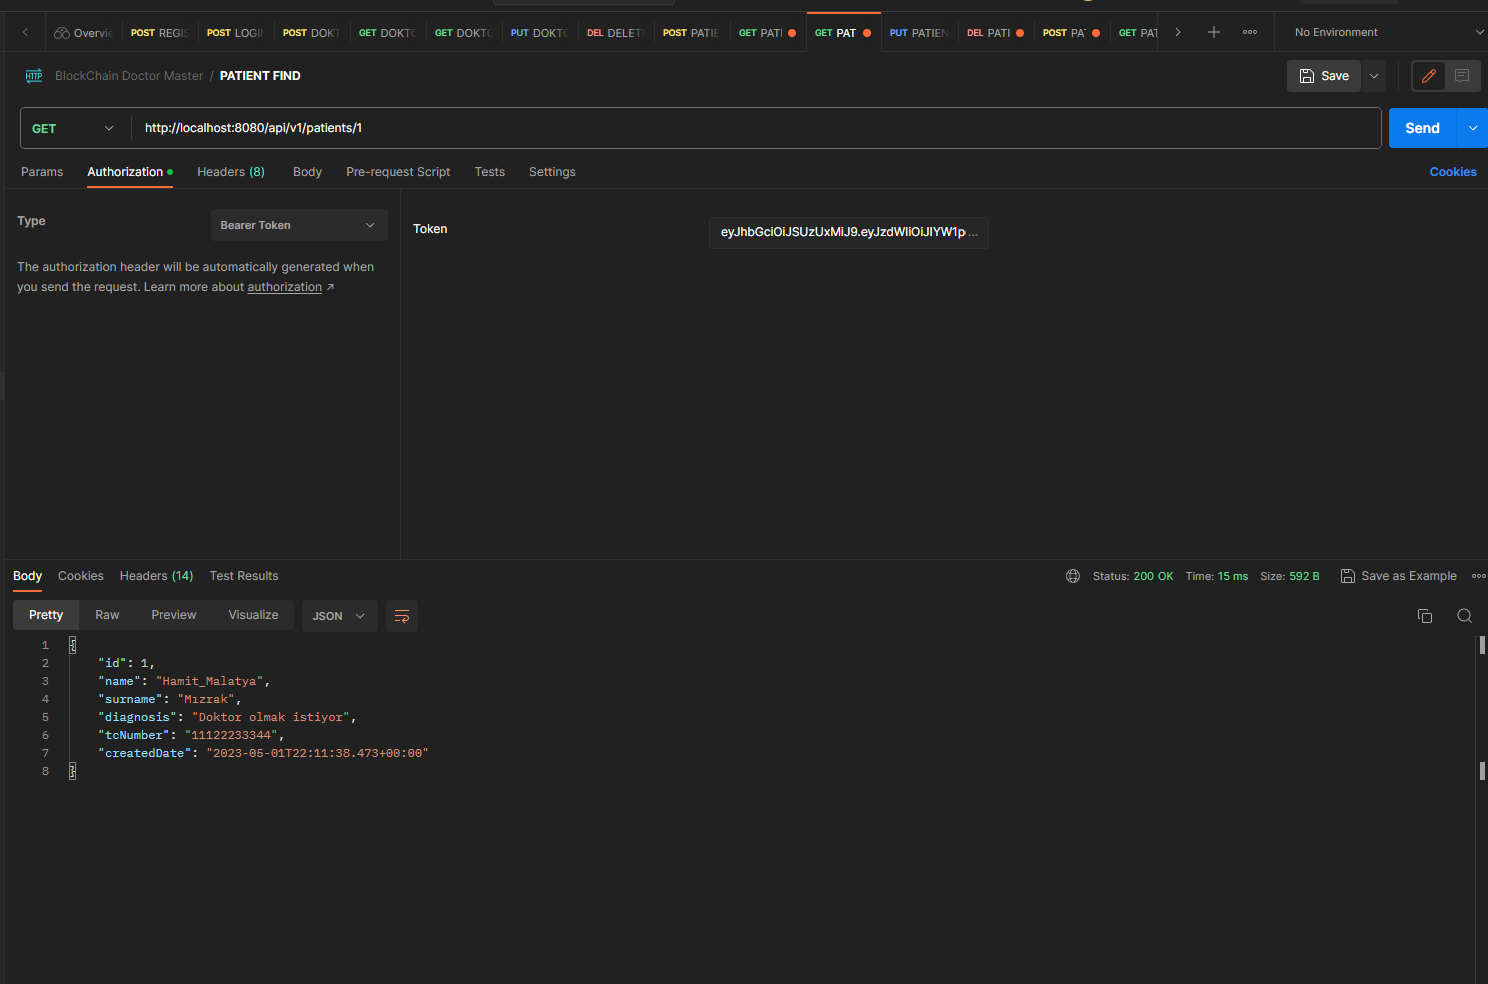 Overvi POST REGIS POST LOGI POST DOKT GET DOKTO GET DOKTO PUT DOKTO DEL DELETE POST PATIE GET PATI GET PAT PUT PATIEN DEL PATI POST PA GET PAT No Environment
HTTP BlockChain Doctor Master / PATIENT FIND Save
GET http://localhost:8080/api/v1/patients/1 Send
Params Authorization Headers (8) Body Pre-request Script Tests Settings Cookies
Type Bearer Token Token eyJhbGciOiJSUzUxMiJ9.eyJzdWIiOiJIYW1p...
The authorization header will be automatically generated when
you send the request. Learn more about authorization ↗
Body Cookies Headers (14) Test Results Status: 200 OK Time: 15 ms Size: 592 B Save as Example
Pretty Raw Preview Visualize JSON
1 {
2 "id": 1,
3 "name": "Hamit_Malatya",
4 "surname": "Mızrak",
5 "diagnosis": "Doktor olmak istiyor",
6 "tcNumber": "11122233344",
7 "createdDate": "2023-05-01T22:11:38.473+00:00"
8 }